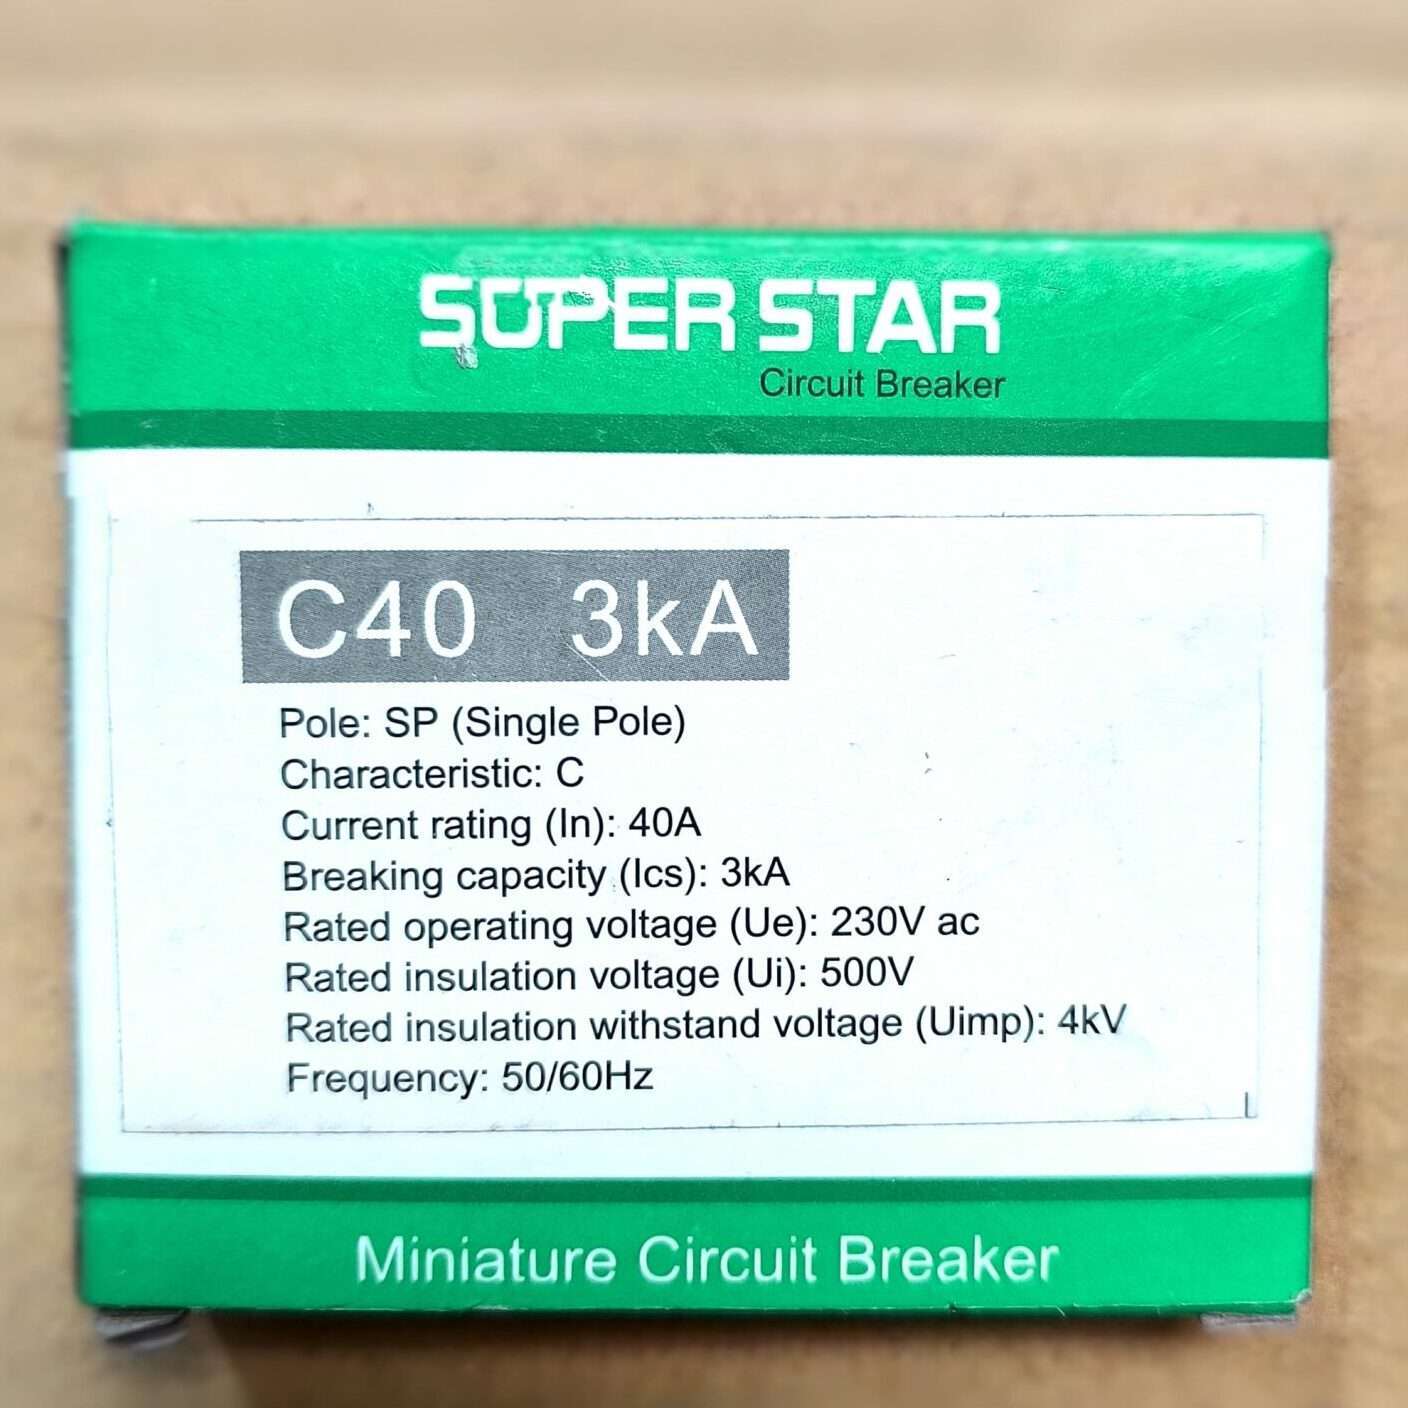 SUPER STAR
Circuit Breaker
C40 3kA
Pole: SP (Single Pole)
Characteristic: C
Current rating (In): 40A
Breaking capacity (Ics): 3kA
Rated operating voltage (Ue): 230V ac
Rated insulation voltage (Ui): 500V
Rated insulation withstand voltage (Uimp): 4kV
Frequency: 50/60Hz
Miniature Circuit Breaker